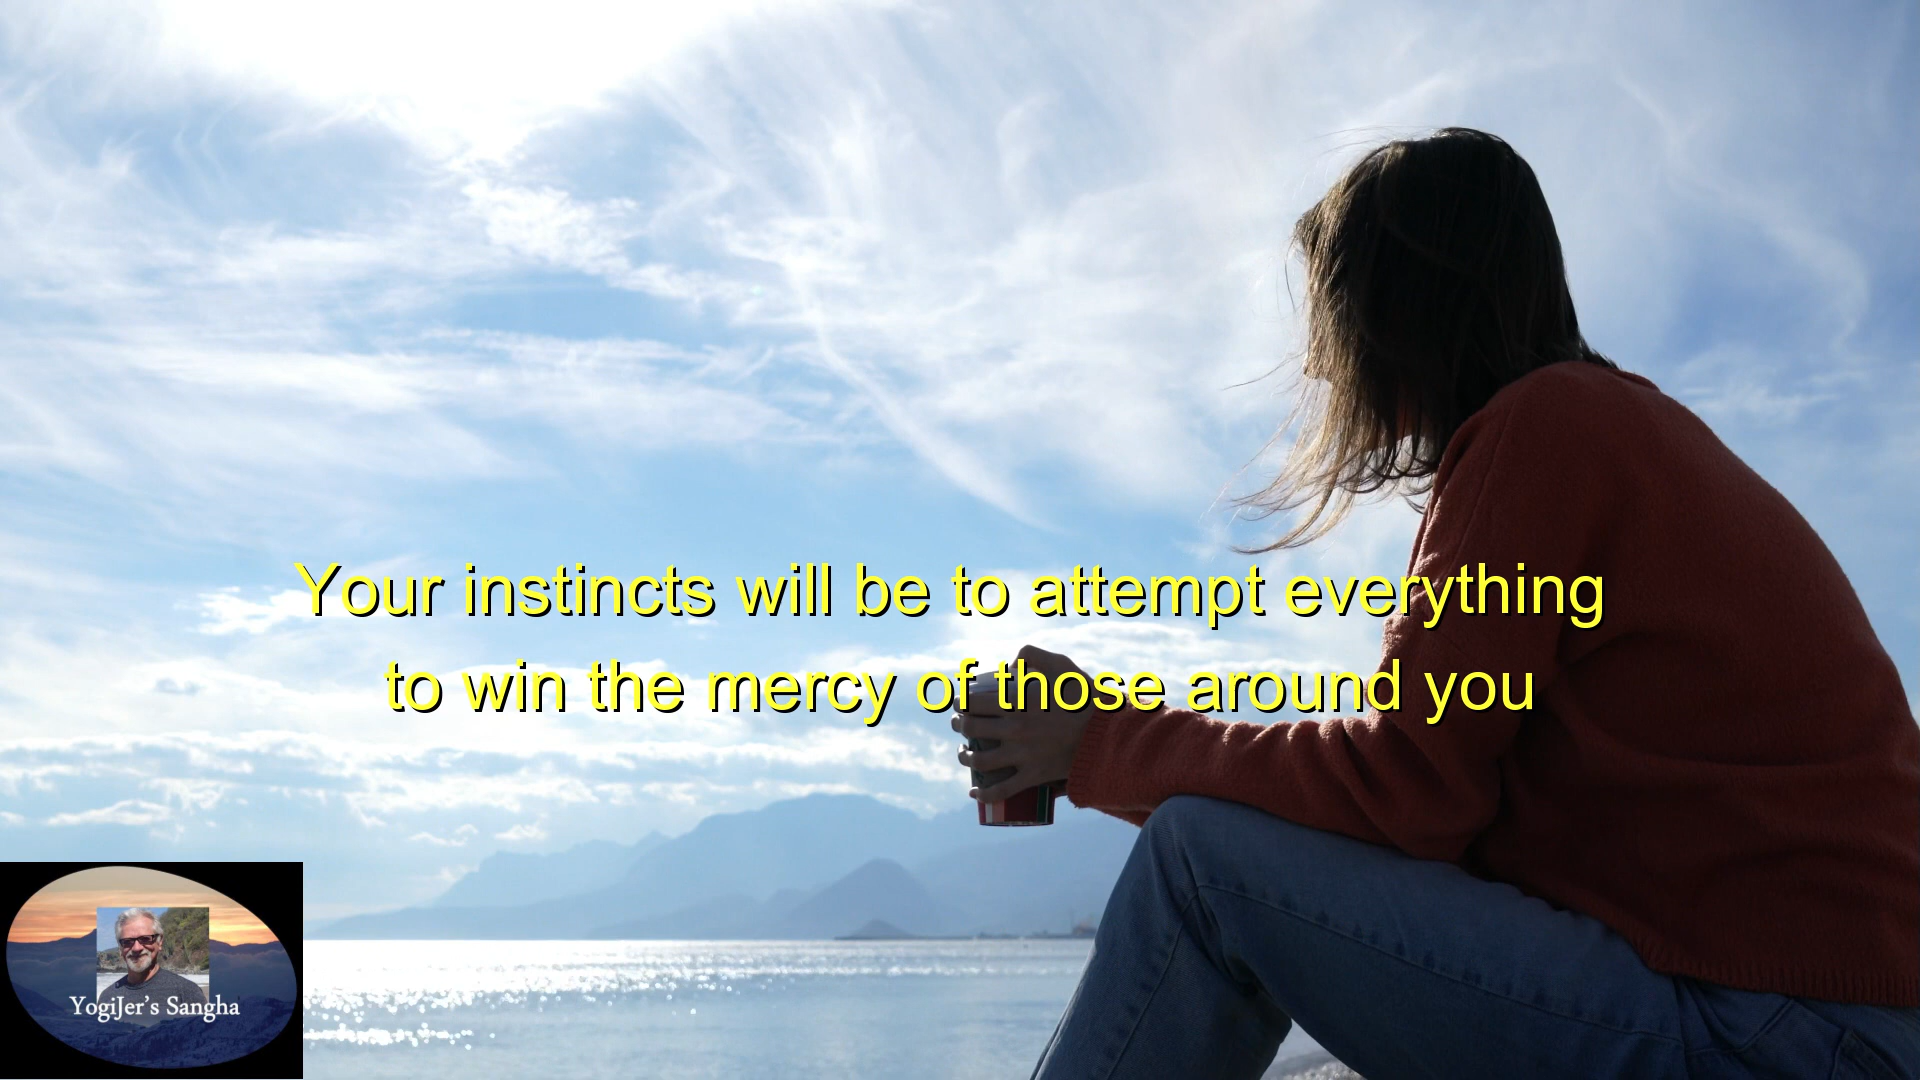 Your instincts will be to attempt everything
to win the mercy of those around you
YogiJer's Sangha